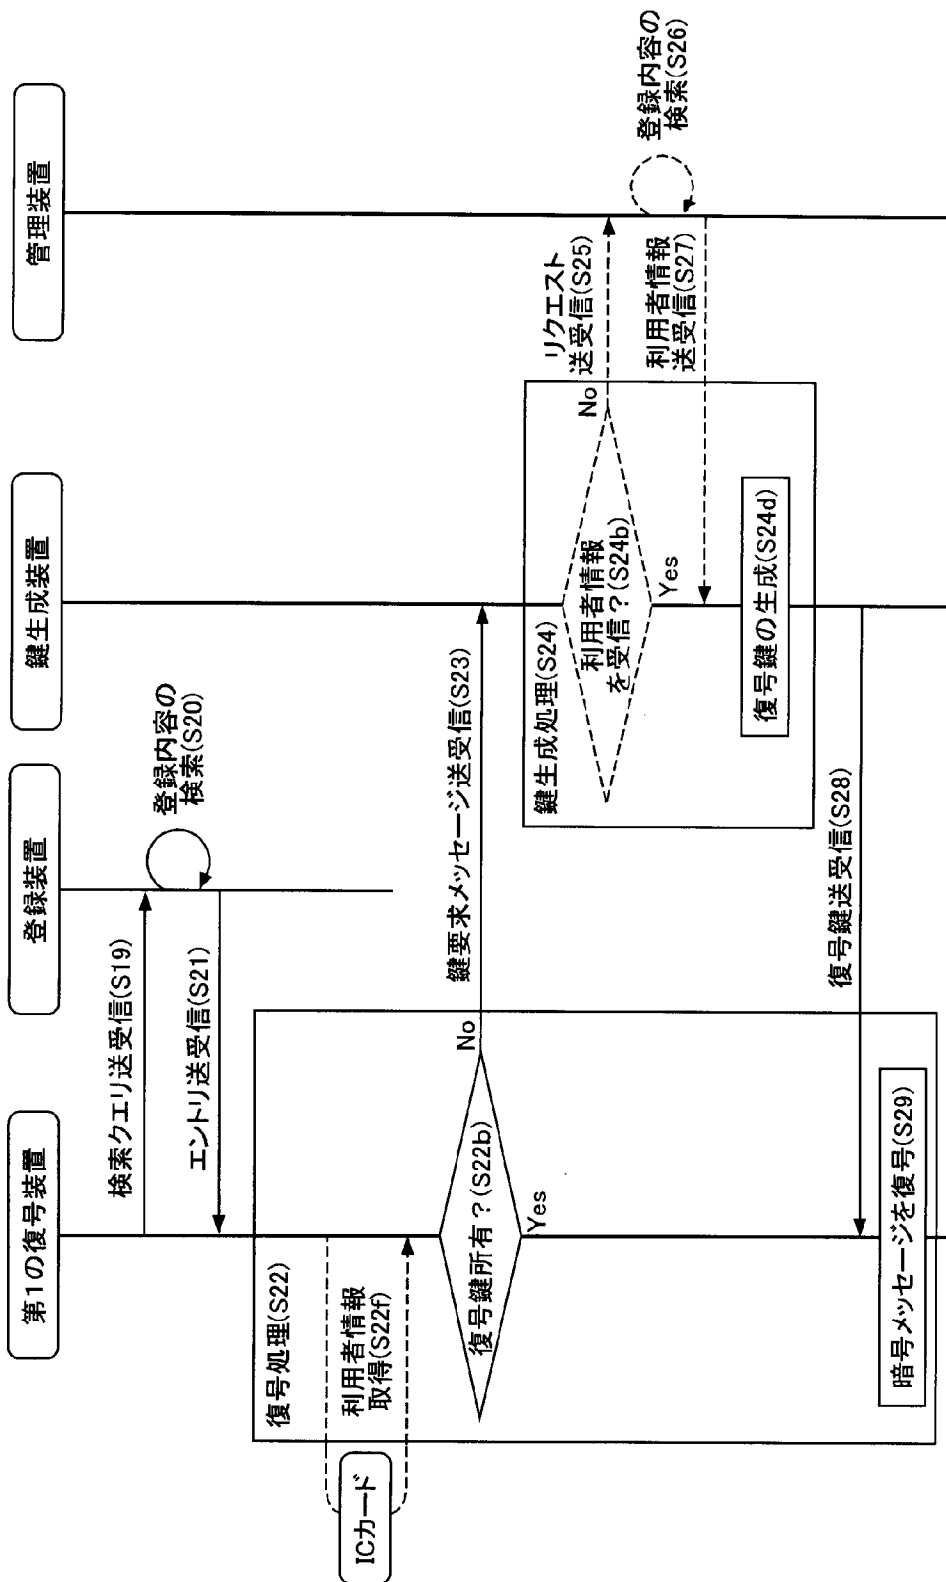 第1の復号装置
登録装置
鍵生成装置
管理装置
検索クエリ送受信(S19)
登録内容の
検索(S20)
エントリ送受信(S21)
復号処理(S22)
ICカード
利用者情報
取得(S22f)
復号鍵所有？(S22b)
No
Yes
鍵要求メッセージ送受信(S23)
鍵生成処理(S24)
利用者情報
を受信？(S24b)
No
Yes
リクエスト
送受信(S25)
登録内容の
検索(S26)
利用者情報
送受信(S27)
復号鍵の生成(S24d)
復号鍵送受信(S28)
暗号メッセージを復号(S29)